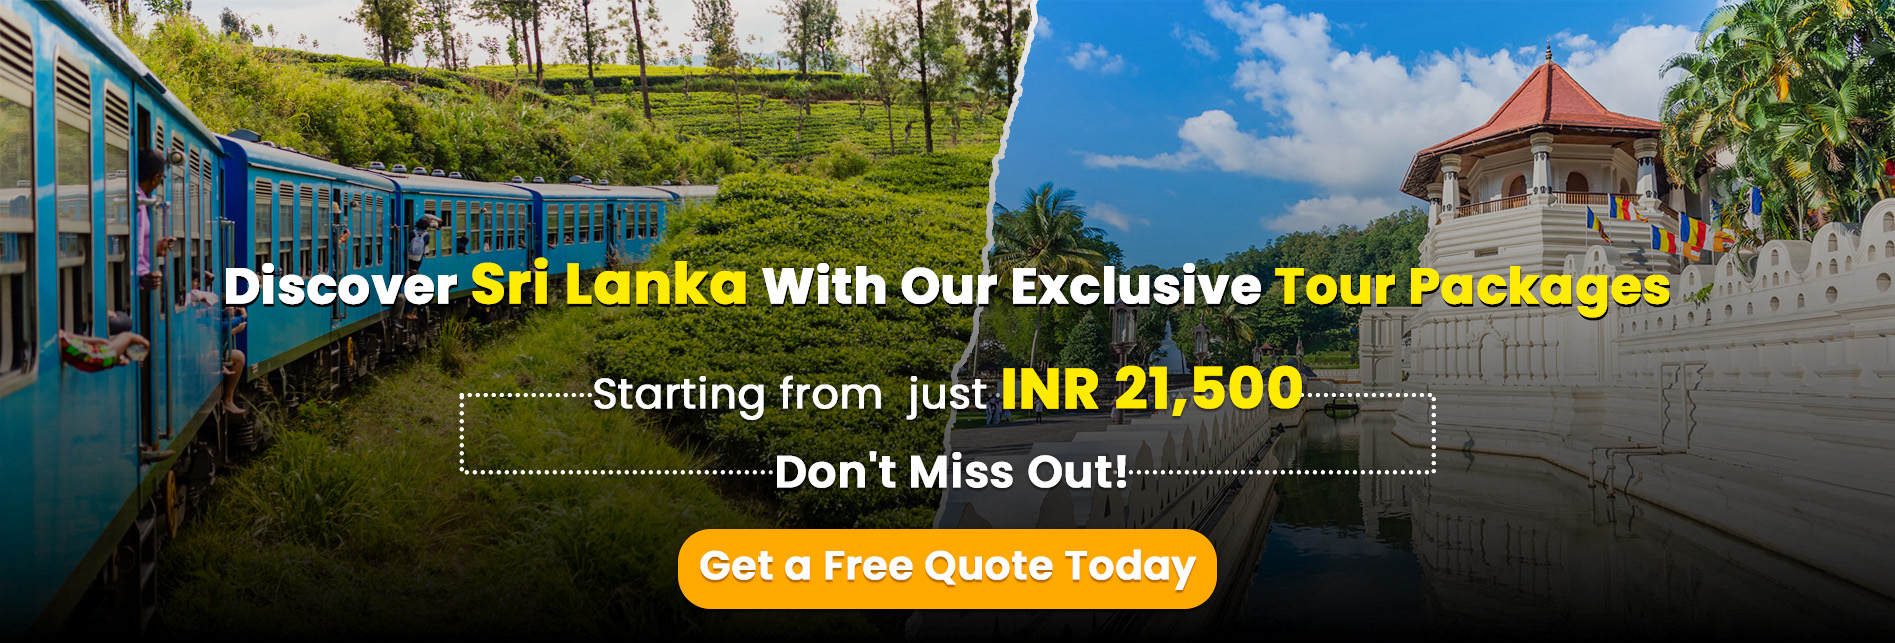 Discover Sri Lanka With Our Exclusive Tour Packages
Starting from just INR 21,500
Don't Miss Out!
Get a Free Quote Today